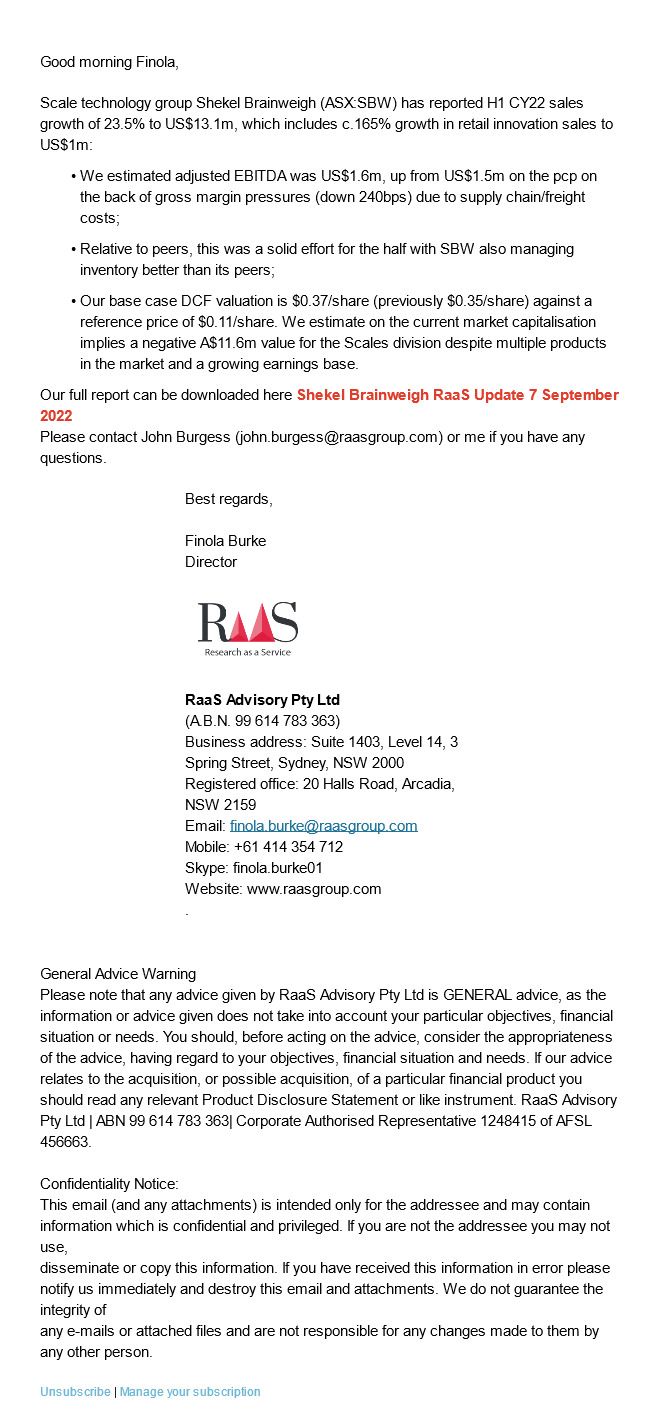 Good morning Finola,
Scale technology group Shekel Brainweigh (ASX:SBW) has reported H1 CY22 sales
growth of 23.5% to US$13.1m, which includes c.165% growth in retail innovation sales to
US$1m:
• We estimated adjusted EBITDA was US$1.6m, up from US$1.5m on the pcp on
the back of gross margin pressures (down 240bps) due to supply chain/freight
costs;
• Relative to peers, this was a solid effort for the half with SBW also managing
inventory better than its peers;
• Our base case DCF valuation is $0.37/share (previously $0.35/share) against a
reference price of $0.11/share. We estimate on the current market capitalisation
implies a negative A$11.6m value for the Scales division despite multiple products
in the market and a growing earnings base.
Our full report can be downloaded here Shekel Brainweigh RaaS Update 7 September
2022
Please contact John Burgess (john.burgess@raasgroup.com) or me if you have any
questions.
Best regards,
Finola Burke
Director
RAAS
Research as a Service
RaaS Advisory Pty Ltd
(A.B.N. 99 614 783 363)
Business address: Suite 1403, Level 14, 3
Spring Street, Sydney, NSW 2000
Registered office: 20 Halls Road, Arcadia,
NSW 2159
Email: finola.burke@raasgroup.com
Mobile: +61 414 354 712
Skype: finola.burke01
Website: www.raasgroup.com
.
General Advice Warning
Please note that any advice given by RaaS Advisory Pty Ltd is GENERAL advice, as the
information or advice given does not take into account your particular objectives, financial
situation or needs. You should, before acting on the advice, consider the appropriateness
of the advice, having regard to your objectives, financial situation and needs. If our advice
relates to the acquisition, or possible acquisition, of a particular financial product you
should read any relevant Product Disclosure Statement or like instrument. RaaS Advisory
Pty Ltd | ABN 99 614 783 363| Corporate Authorised Representative 1248415 of AFSL
456663.
Confidentiality Notice:
This email (and any attachments) is intended only for the addressee and may contain
information which is confidential and privileged. If you are not the addressee you may not
use,
disseminate or copy this information. If you have received this information in error please
notify us immediately and destroy this email and attachments. We do not guarantee the
integrity of
any e-mails or attached files and are not responsible for any changes made to them by
any other person.
Unsubscribe | Manage your subscription